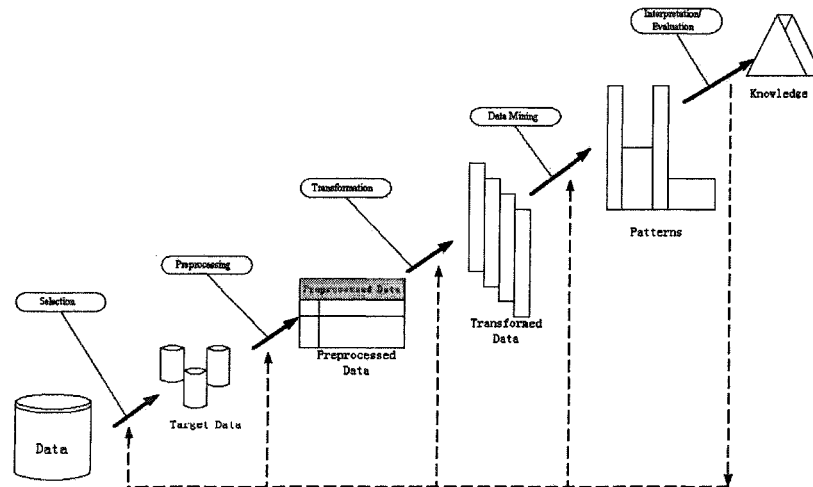 Interpretation/
Evaluation
Knowledge
Data Mining
Patterns
Transformation
Transformed
Data
Preprocessing
Preprocessed Data
Preprocessed
Data
Selection
Target Data
Data